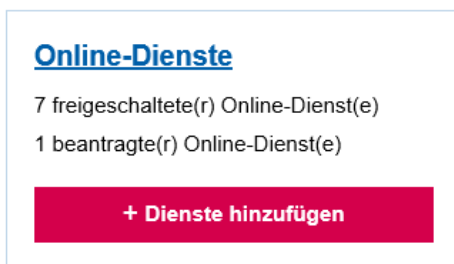 Online-Dienste
7 freigeschaltete(r) Online-Dienst(e)
1 beantragte(r) Online-Dienst(e)
+ Dienste hinzufügen